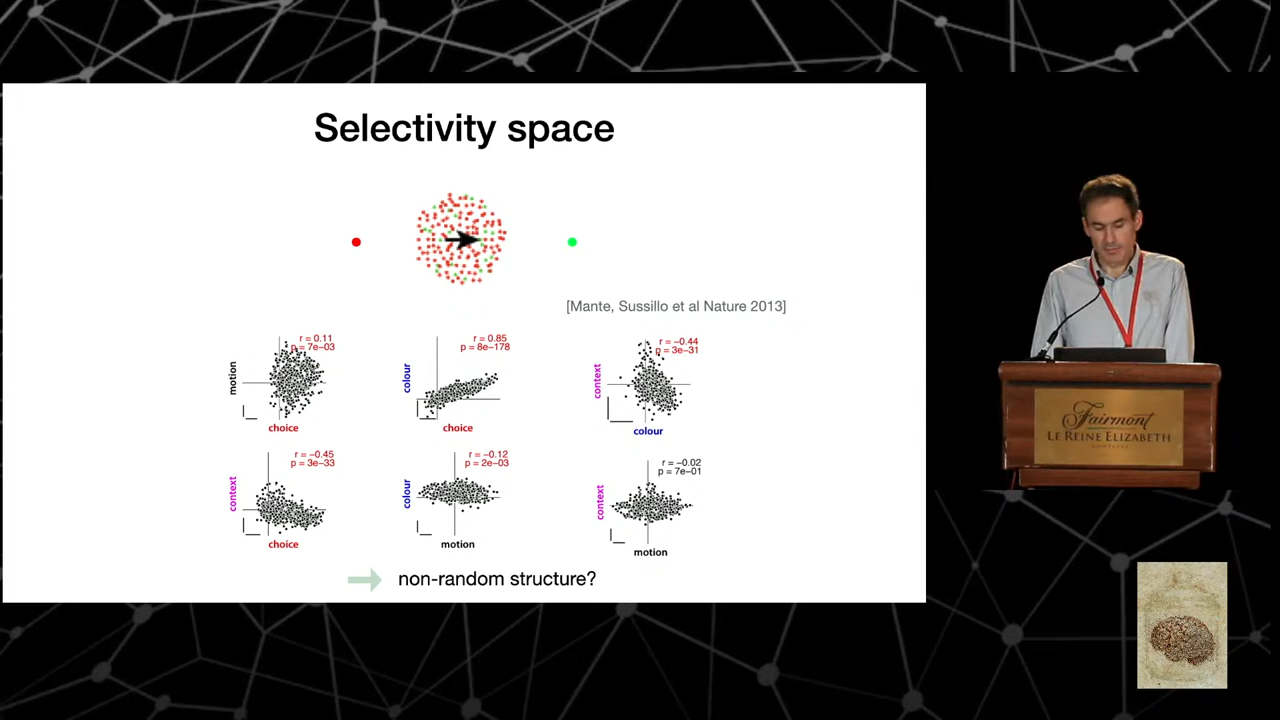 Selectivity space
[Mante, Sussillo et al Nature 2013]
r = 0.11
p = 7e-03
motion
choice
r = 0.85
p = 8e-178
colour
choice
r = -0.44
p = 3e-31
context
colour
r = -0.45
p = 3e-33
context
choice
r = -0.12
p = 2e-03
colour
motion
r = -0.02
p = 7e-01
context
motion
non-random structure?
Fairmont
LE REINE ELIZABETH